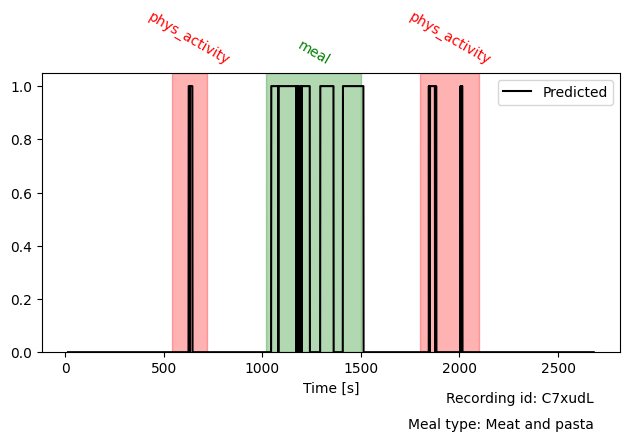 phys_activity
meal
phys_activity
1.0
0.8
0.6
0.4
0.2
0.0
Predicted
0
500
1000
1500
2000
2500
Time [s]
Recording id: C7xudL
Meal type: Meat and pasta